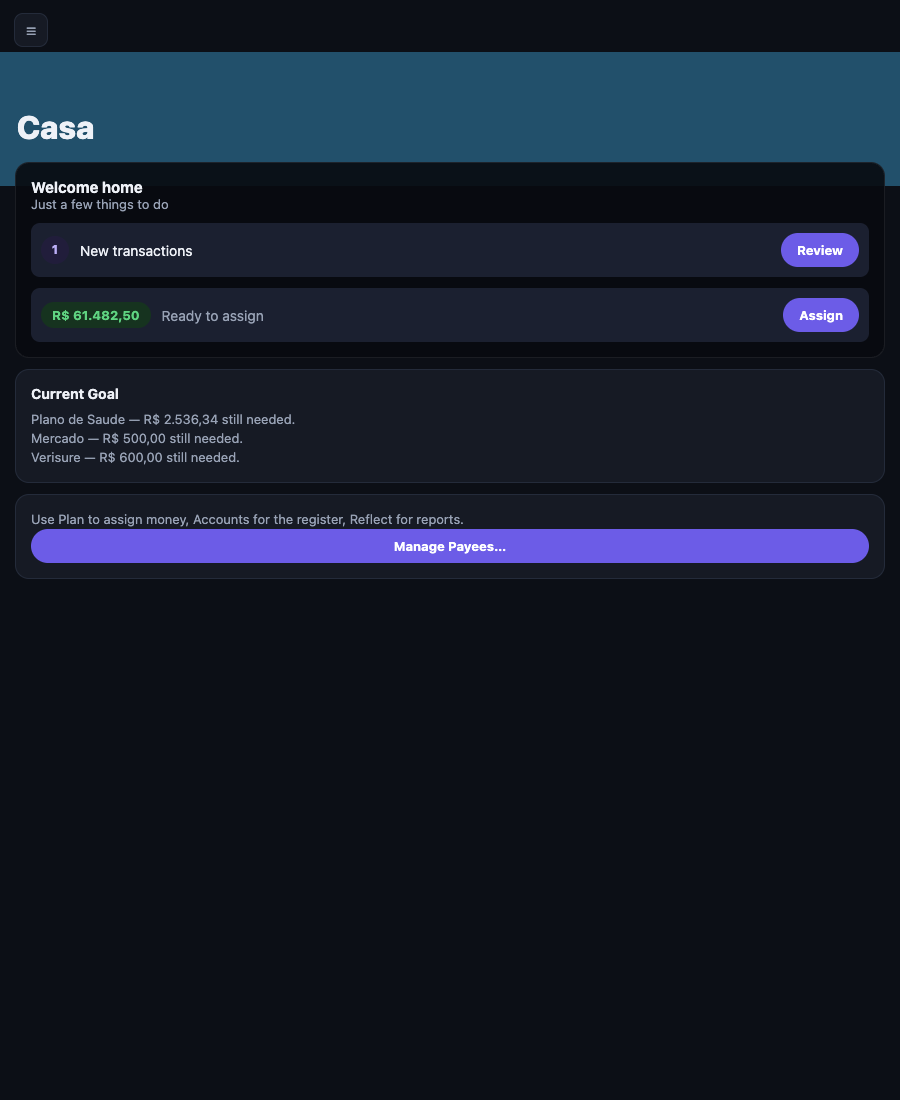 ≡
Casa
Welcome home
Just a few things to do
1 New transactions Review
R$ 61.482,50 Ready to assign Assign
Current Goal
Plano de Saude — R$ 2.536,34 still needed.
Mercado — R$ 500,00 still needed.
Verisure — R$ 600,00 still needed.
Use Plan to assign money, Accounts for the register, Reflect for reports.
Manage Payees...